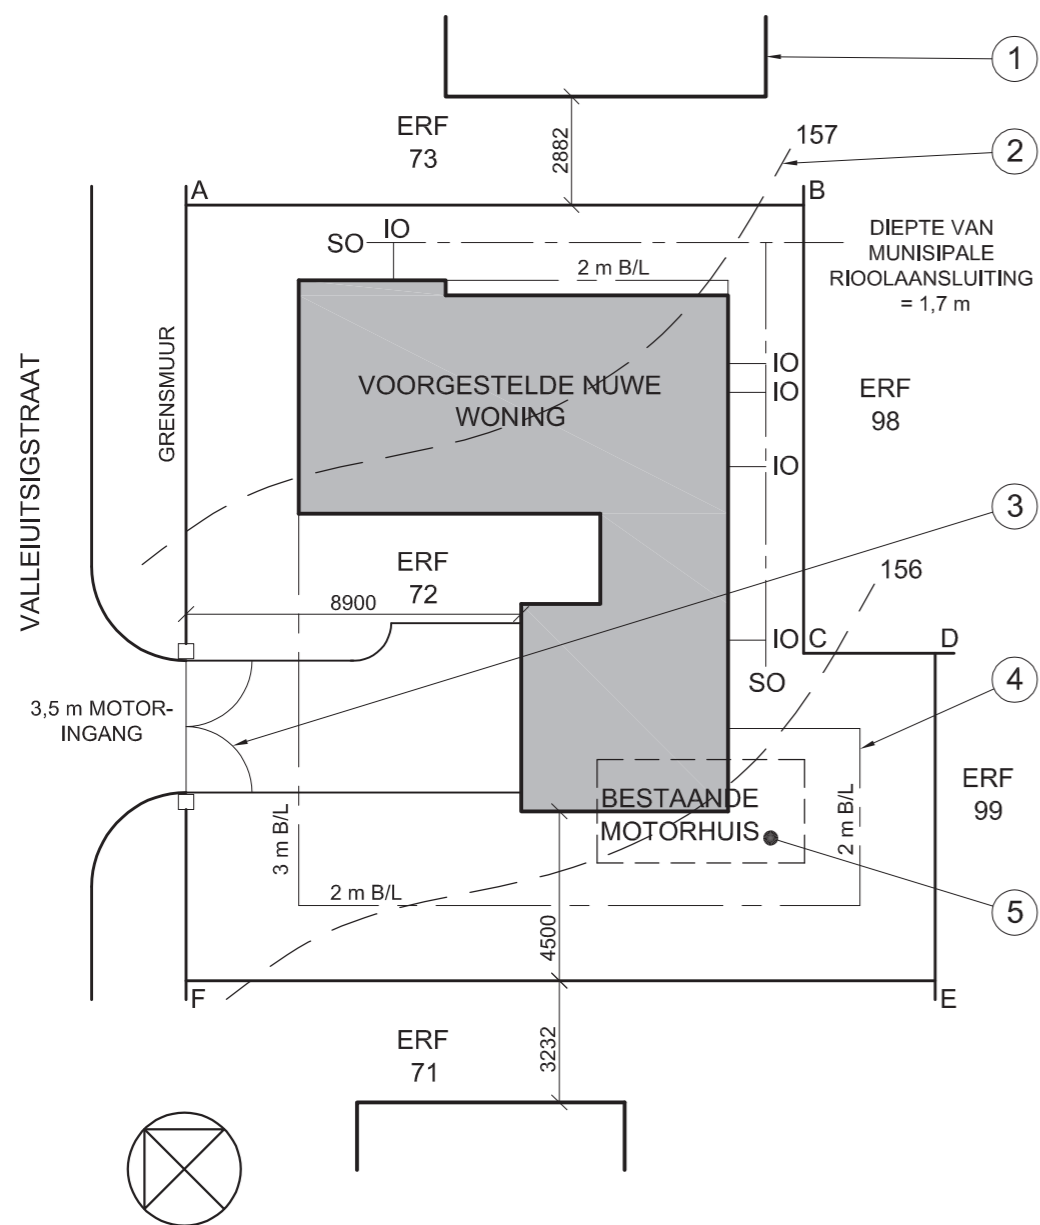 1
ERF
73
2882
157
2
A
B
IO
SO
2 m B/L
DIEPTE VAN
MUNISIPALE
RIOOLAANSLUITING
= 1,7 m
VALLEIUITSIGSTRAAT
GRENSMUUR
VOORGESTELDE NUWE
WONING
IO
IO
IO
ERF
98
3
ERF
72
8900
156
IO
C
D
SO
4
3,5 m MOTOR-
INGANG
3 m B/L
2 m B/L
BESTAANDE
MOTORHUIS
2 m B/L
ERF
99
5
4500
F
E
ERF
71
3232